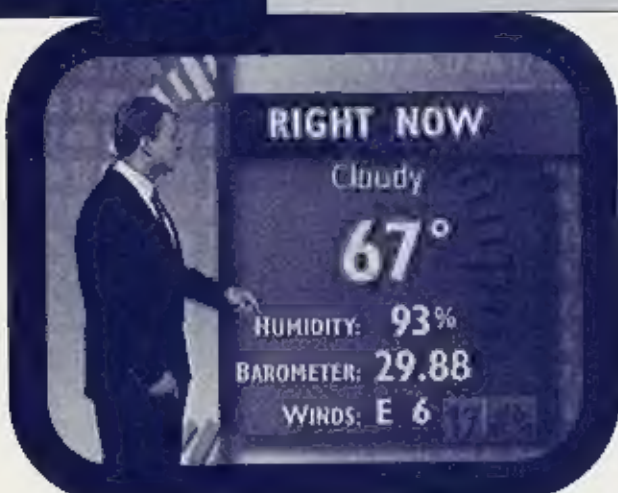 RIGHT NOW
Cloudy
67°
HUMIDITY: 93%
BAROMETER: 29.88
WINDS: E 6